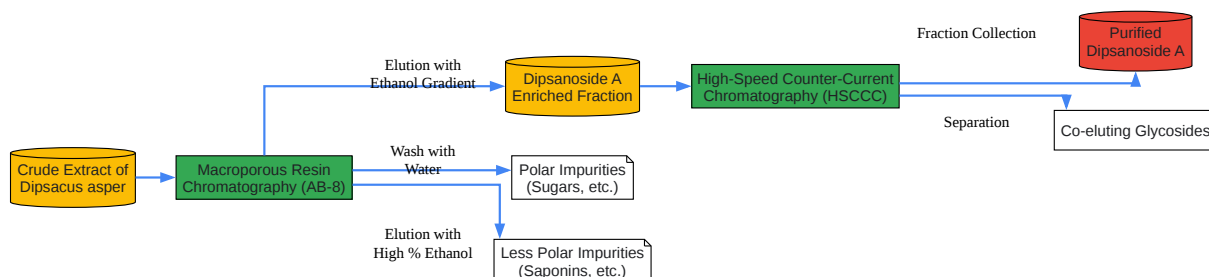 Fraction Collection
Purified
Dipsanoside A
Elution with
Ethanol Gradient
Dipsanoside A
Enriched Fraction
High-Speed Counter-Current
Chromatography (HSCCC)
Separation
Co-eluting Glycosides
Crude Extract of
Dipsacus asper
Macroporous Resin
Chromatography (AB-8)
Wash with
Water
Polar Impurities
(Sugars, etc.)
Elution with
High % Ethanol
Less Polar Impurities
(Saponins, etc.)